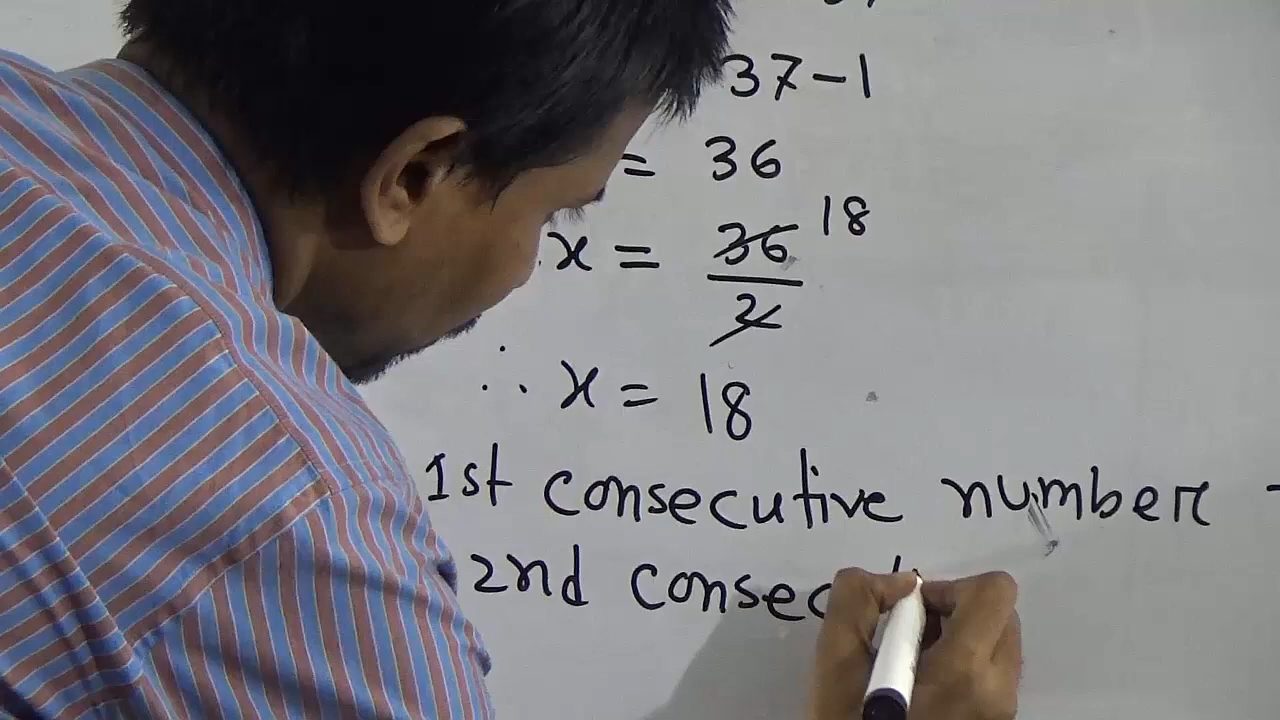 37-1
= 36
x = 36/2 18
∴ x = 18
1st consecutive number -
2nd consec